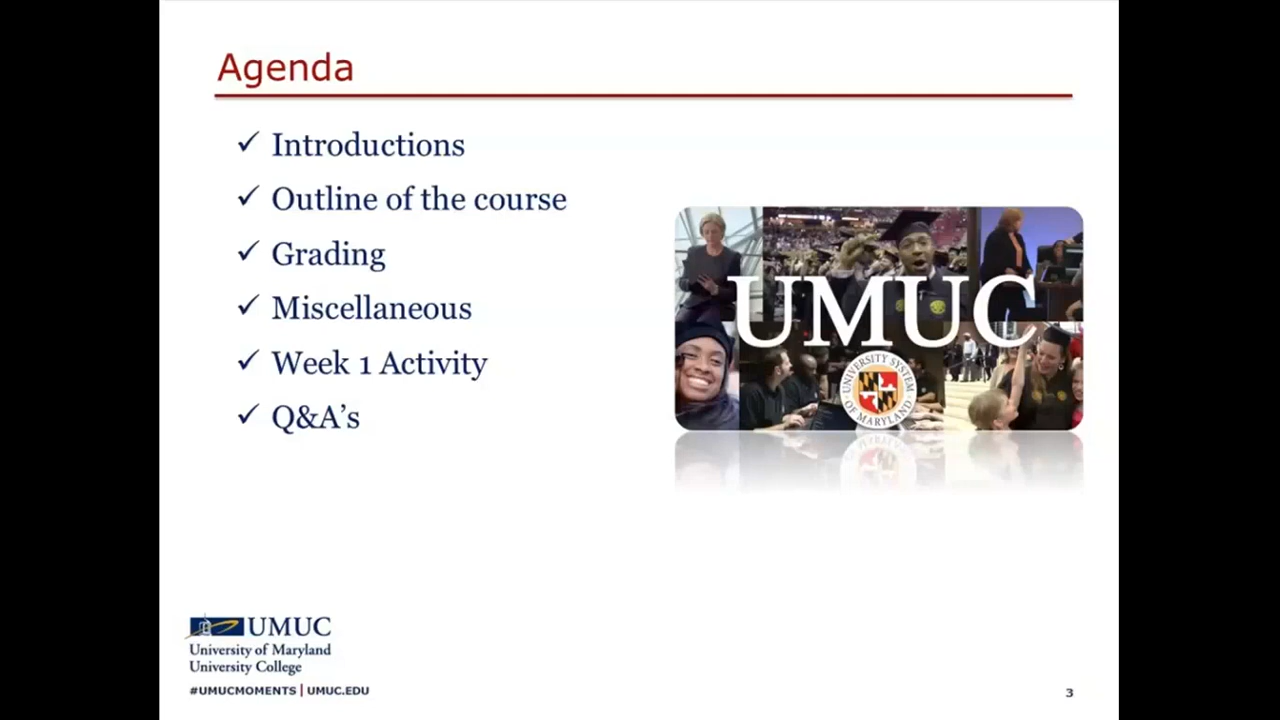 Agenda
✓ Introductions
✓ Outline of the course
✓ Grading
✓ Miscellaneous
✓ Week 1 Activity
✓ Q&A’s
UMUC
UNIVERSITY SYSTEM
OF MARYLAND
UMUC
University of Maryland
University College
#UMUCMOMENTS | UMUC.EDU
3